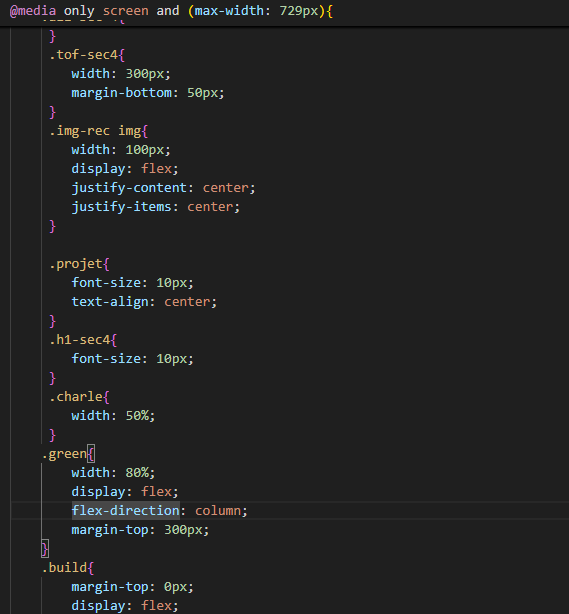 @media only screen and (max-width: 729px){
}
.tof-sec4{
width: 300px;
margin-bottom: 50px;
}
.img-rec img{
width: 100px;
display: flex;
justify-content: center;
justify-items: center;
}
.projet{
font-size: 10px;
text-align: center;
}
.h1-sec4{
font-size: 10px;
}
.charle{
width: 50%;
}
.green{
width: 80%;
display: flex;
flex-direction: column;
margin-top: 300px;
}
.build{
margin-top: 0px;
display: flex;